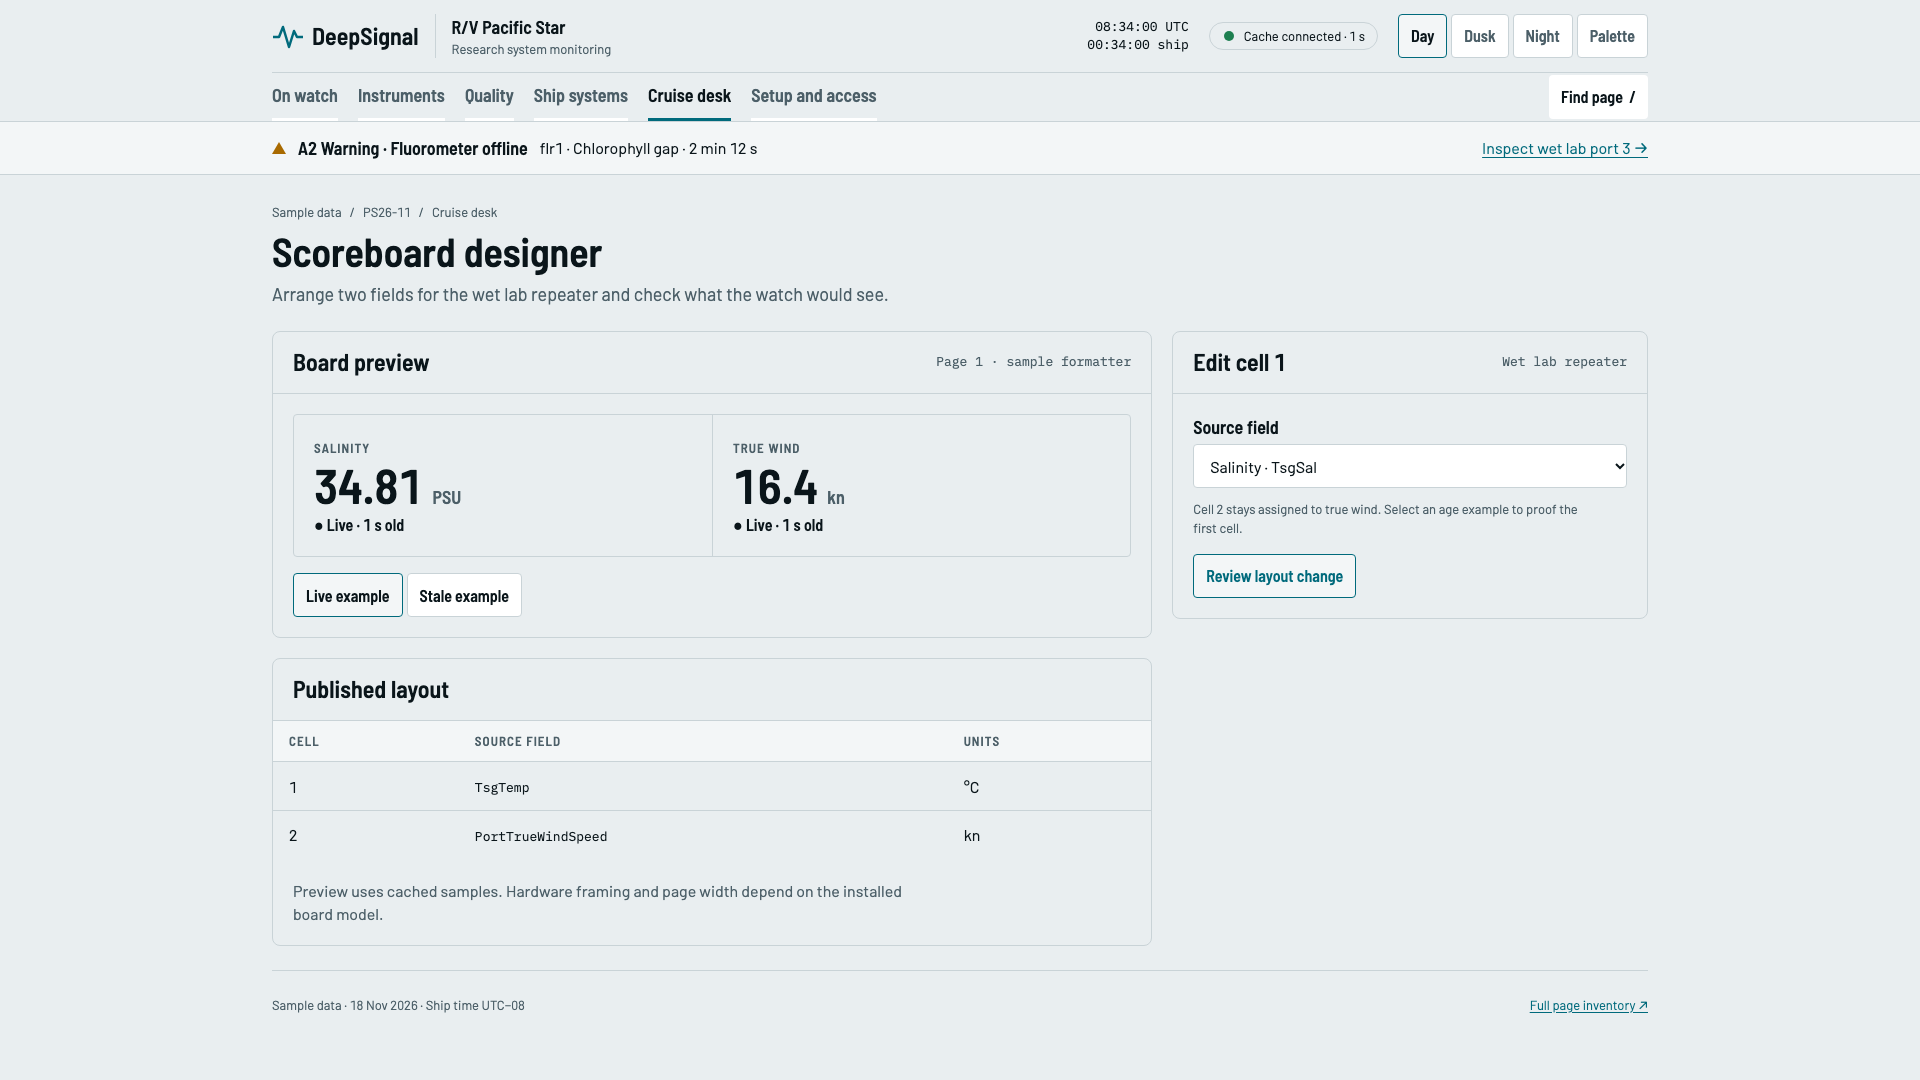 DeepSignal
R/V Pacific Star
Research system monitoring
08:34:00 UTC
00:34:00 ship
Cache connected · 1 s
Day
Dusk
Night
Palette
On watch
Instruments
Quality
Ship systems
Cruise desk
Setup and access
Find page /
A2 Warning · Fluorometer offline flr1 · Chlorophyll gap · 2 min 12 s
Inspect wet lab port 3 →
Sample data / PS26-11 / Cruise desk
Scoreboard designer
Arrange two fields for the wet lab repeater and check what the watch would see.
Board preview
Page 1 · sample formatter
SALINITY
34.81 PSU
● Live · 1 s old
TRUE WIND
16.4 kn
● Live · 1 s old
Live example
Stale example
Edit cell 1
Wet lab repeater
Source field
Salinity · TsgSal
Cell 2 stays assigned to true wind. Select an age example to proof the
first cell.
Review layout change
Published layout
CELL SOURCE FIELD UNITS
1 TsgTemp °C
2 PortTrueWindSpeed kn
Preview uses cached samples. Hardware framing and page width depend on the installed
board model.
Sample data · 18 Nov 2026 · Ship time UTC−08
Full page inventory ↗